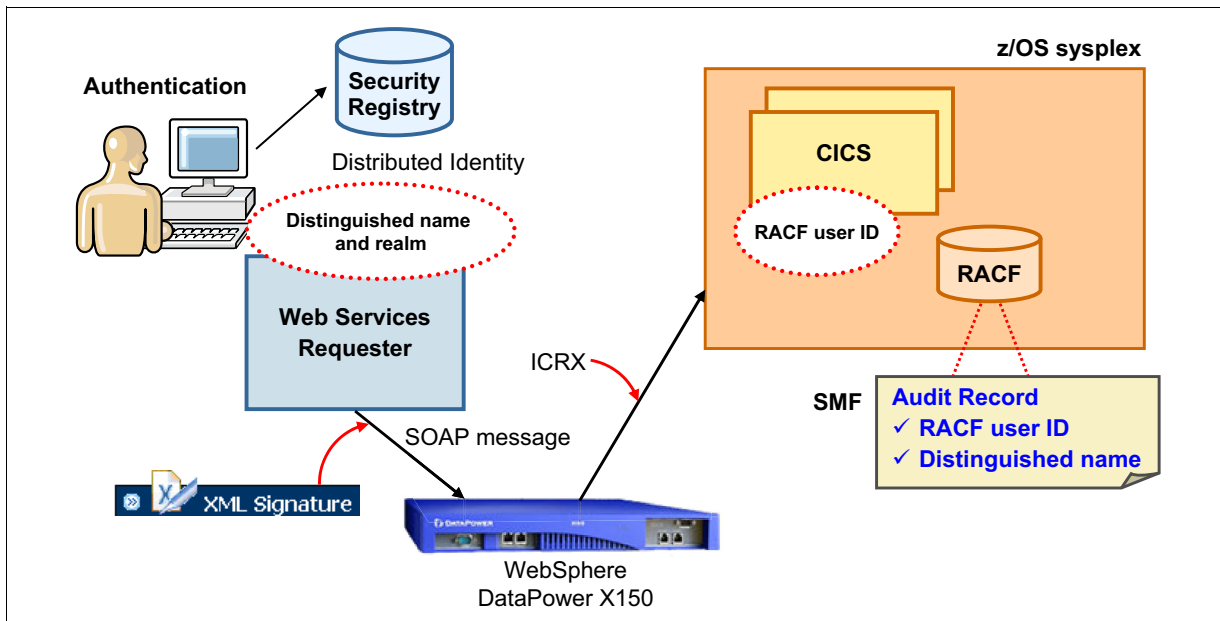 z/OS sysplex
Authentication
Security
Registry
Distributed Identity
Distinguished name
and realm
Web Services
Requester
CICS
RACF user ID
RACF
ICRX
SMF
Audit Record
✓ RACF user ID
✓ Distinguished name
SOAP message
XML Signature
DATAPOWER
WebSphere
DataPower X150